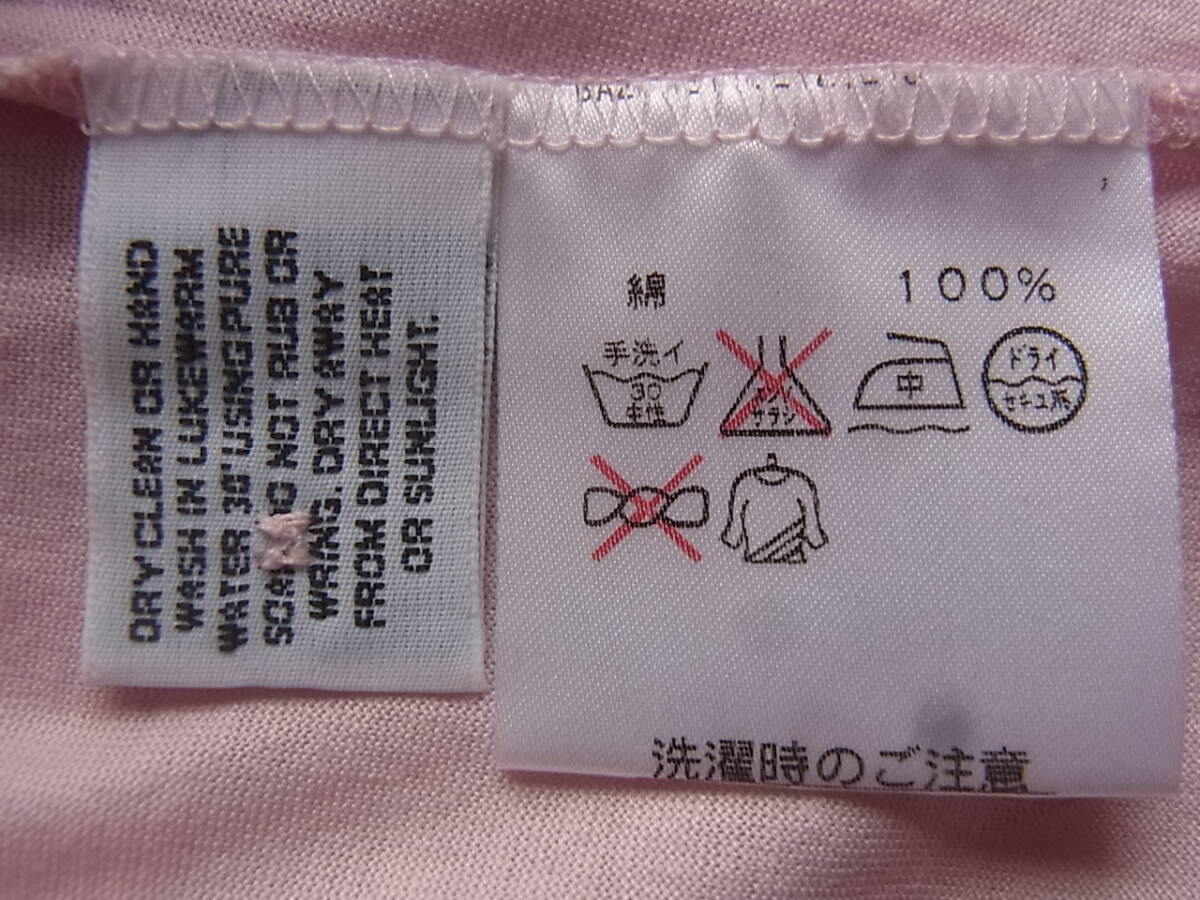 DRY CLEAN OR HAND
WASH IN LUKEWARM
WATER 30° USING PURE
SOAP DO NOT RUB OR
WRING. DRY AWAY
FROM DIRECT HEAT
OR SUNLIGHT.
綿 100%
手洗イ
30
中性
サラシ
中
ドライ
セキユ系
洗濯時のご注意